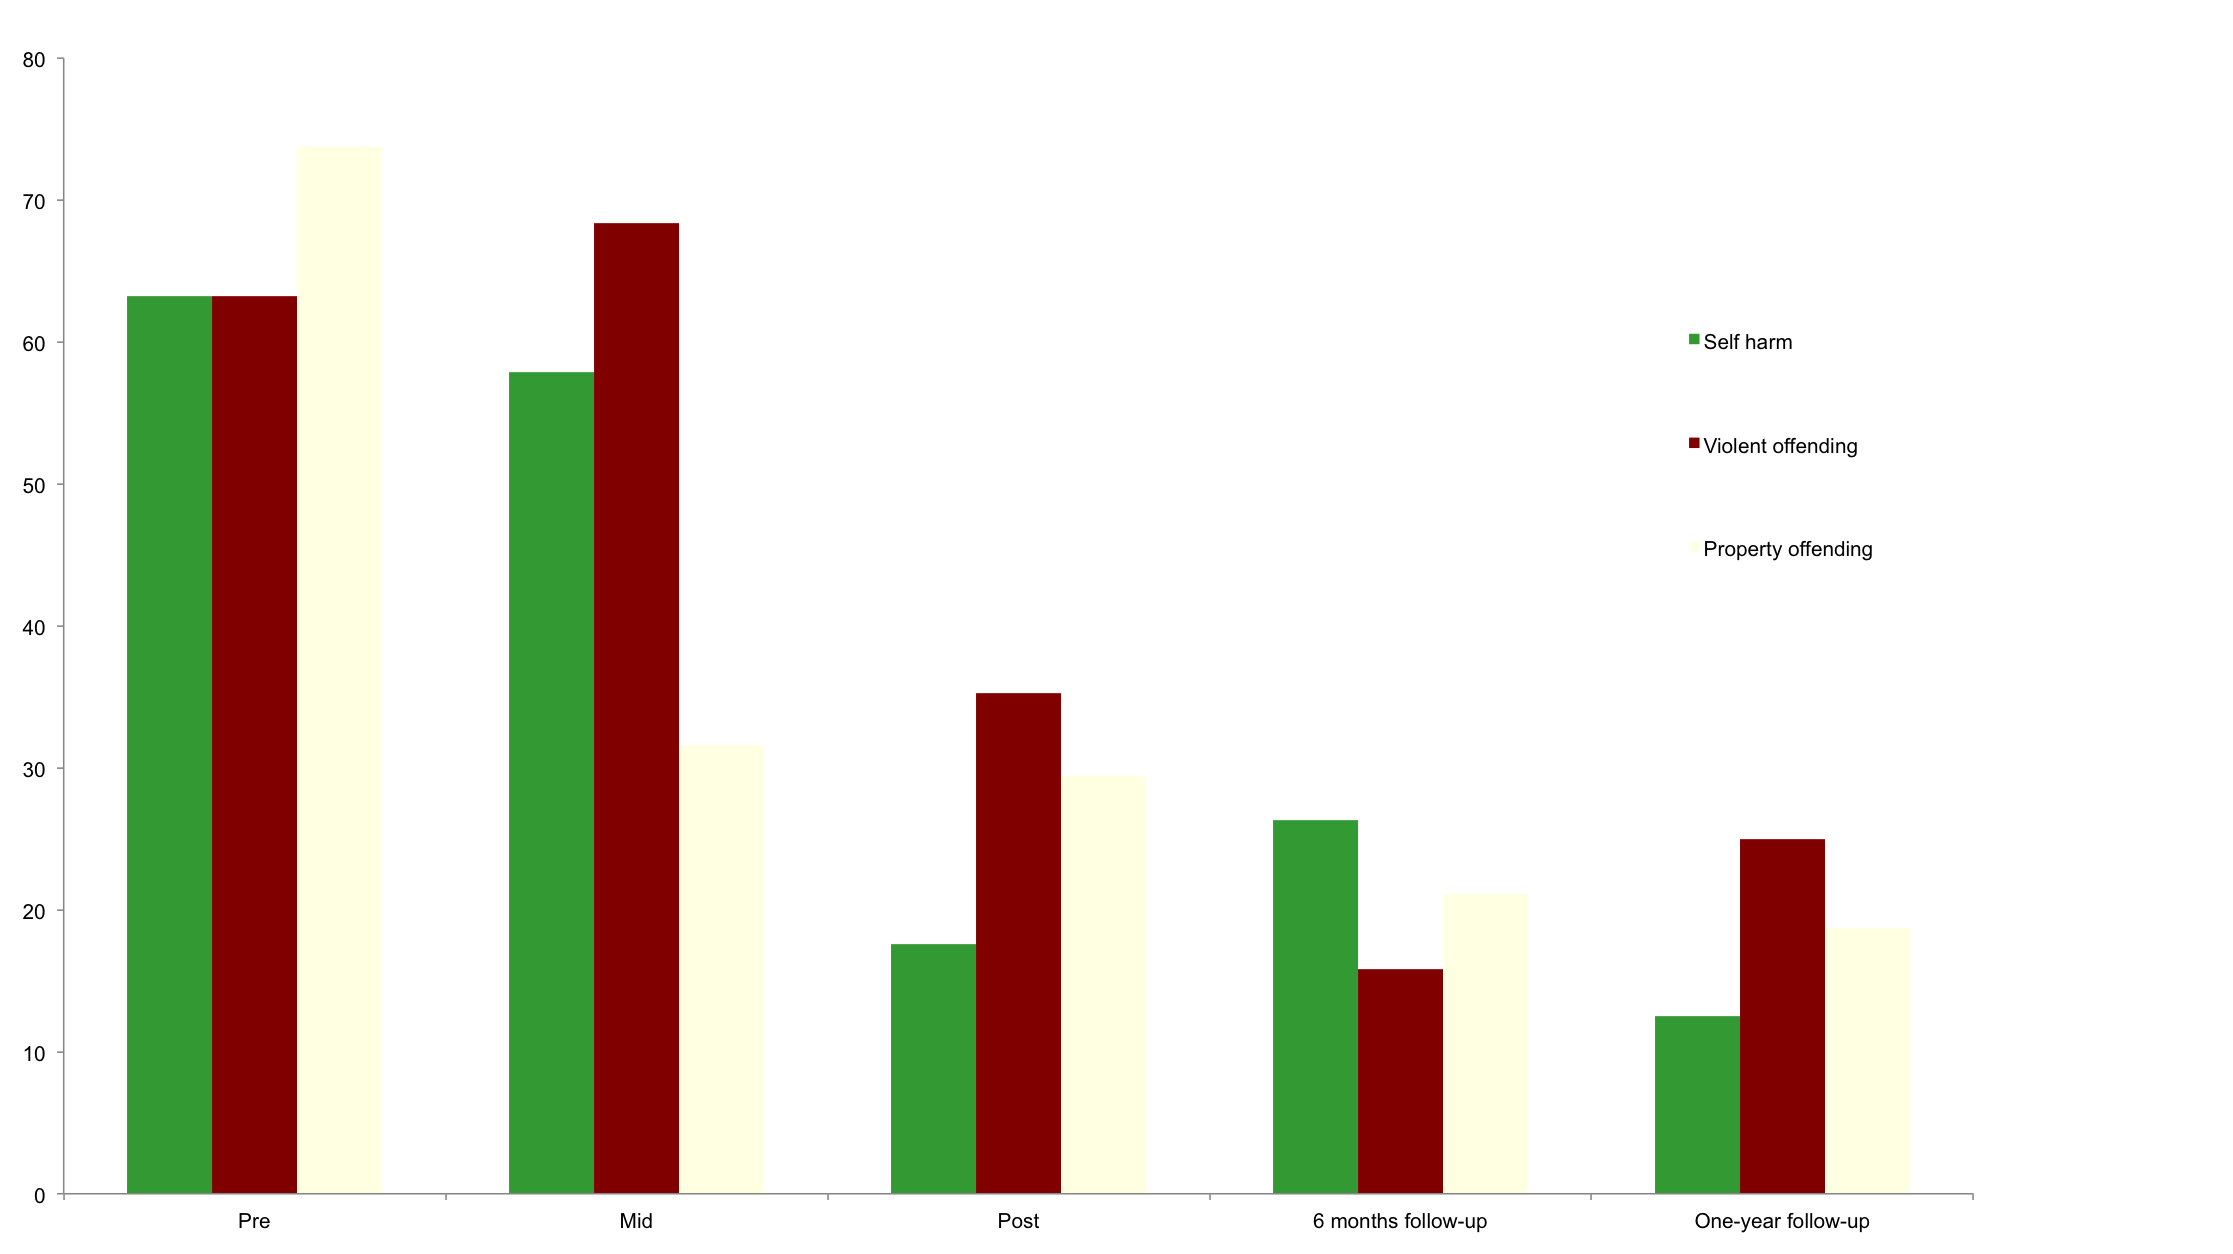 80
70
60
50
40
30
20
10
0
Self harm
Violent offending
Property offending
Pre
Mid
Post
6 months follow-up
One-year follow-up